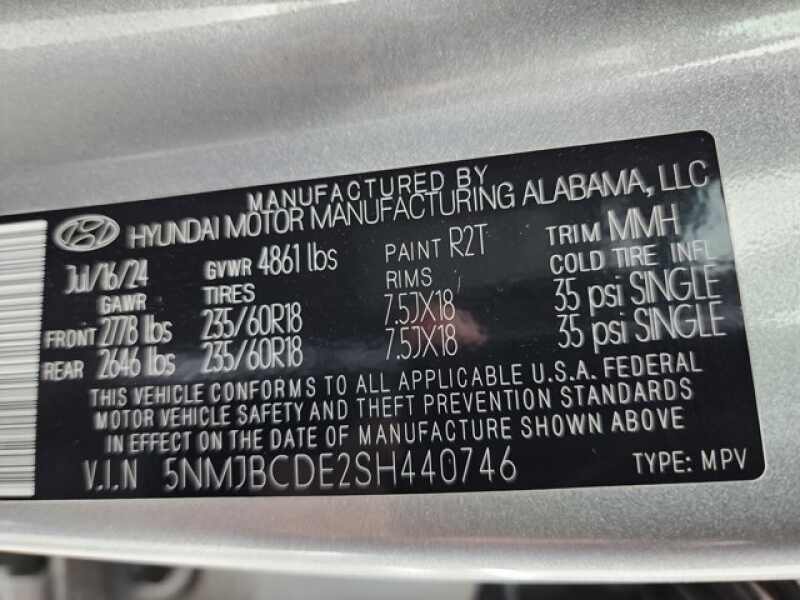 MANUFACTURED BY
HYUNDAI MOTOR MANUFACTURING ALABAMA, LLC
Jul/16/24 GVWR 4861 lbs PAINT R2T TRIM MMH
GAWR TIRES RIMS COLD TIRE INFL
FRONT 2778 lbs 235/60R18 7.5JX18 35 psi SINGLE
REAR 2646 lbs 235/60R18 7.5JX18 35 psi SINGLE
THIS VEHICLE CONFORMS TO ALL APPLICABLE U.S.A. FEDERAL
MOTOR VEHICLE SAFETY AND THEFT PREVENTION STANDARDS
IN EFFECT ON THE DATE OF MANUFACTURE SHOWN ABOVE
V.I.N 5NMJBCDE2SH440746 TYPE: MPV